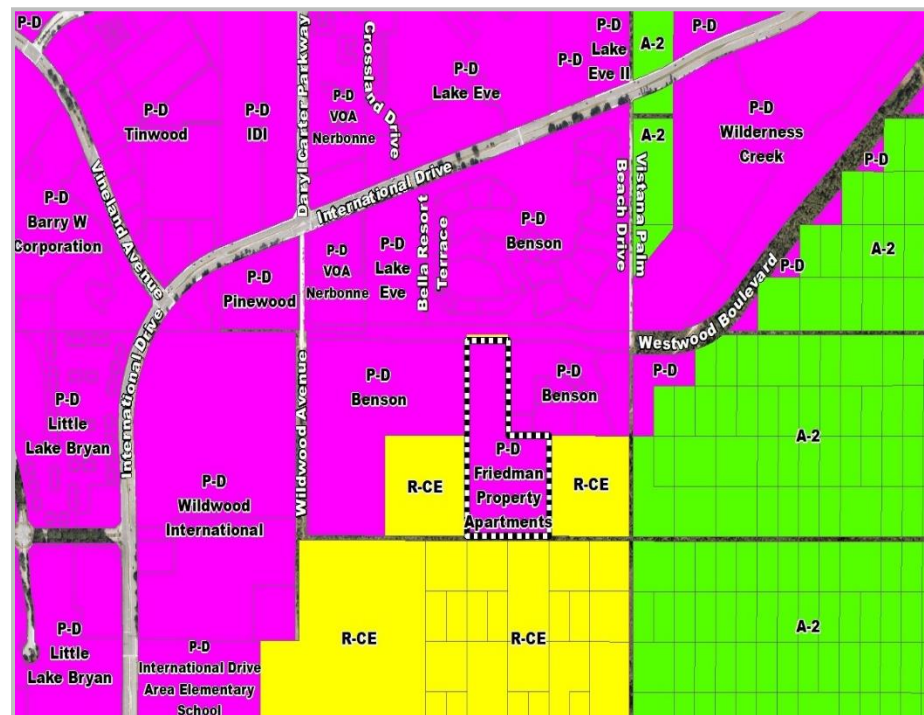 P-D
P-D
Lake
Eve II
A-2
P-D
Crossland
Drive
Daryl Carter Parkway
P-D
Lake Eve
P-D
P-D
Tinwood
P-D
IDI
P-D
VOA
Nerbonne
A-2
P-D
Wilderness
Creek
P-D
Vineland Avenue
International Drive
P-D
Barry W
Corporation
P-D
Pinewood
P-D
VOA
Nerbonne
P-D
Lake
Eve
Bella Resort
Terrace
P-D
Benson
Vistana Palm
Beach Drive
A-2
P-D
Westwood Boulevard
International Drive
Wildwood Avenue
P-D
Benson
P-D
Benson
P-D
P-D
Little
Lake Bryan
P-D
Wildwood
International
R-CE
P-D
Friedman
Property
Apartments
R-CE
A-2
P-D
Little
Lake Bryan
P-D
International Drive
Area Elementary
School
R-CE
R-CE
A-2